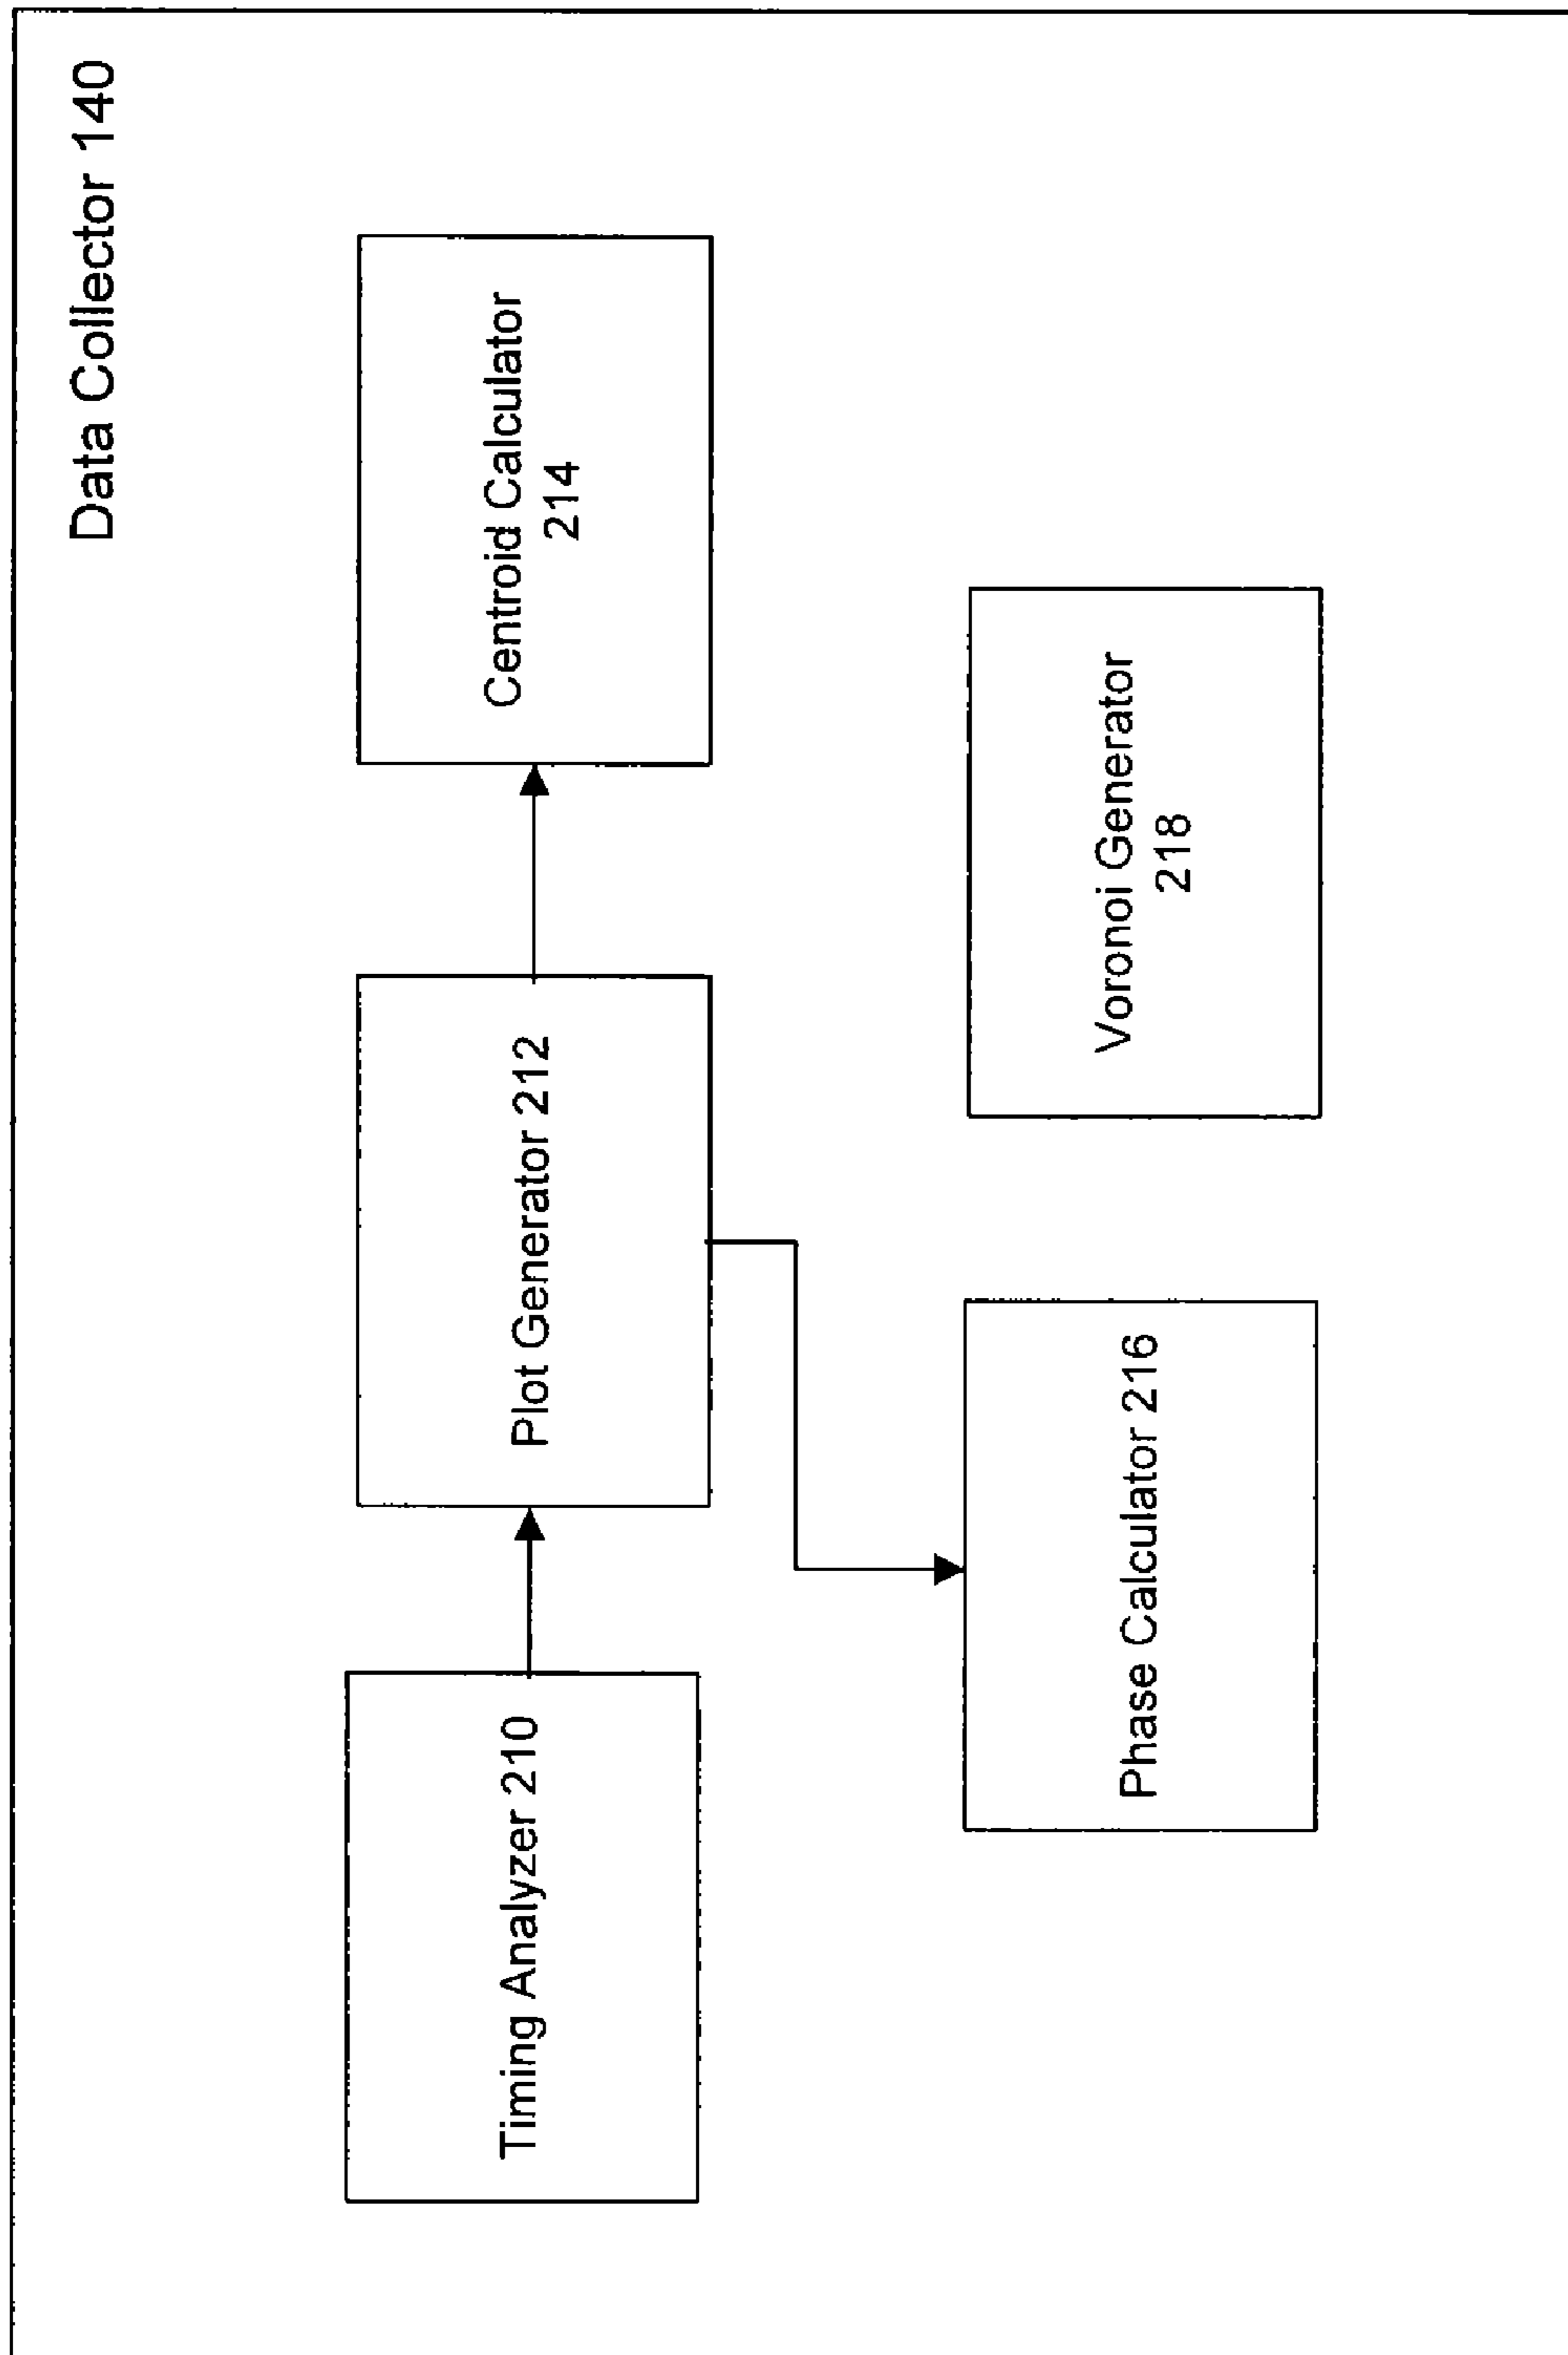 Data Collector 140
Timing Analyzer 210
Plot Generator 212
Centroid Calculator
214
Phase Calculator 216
Voronoi Generator
218